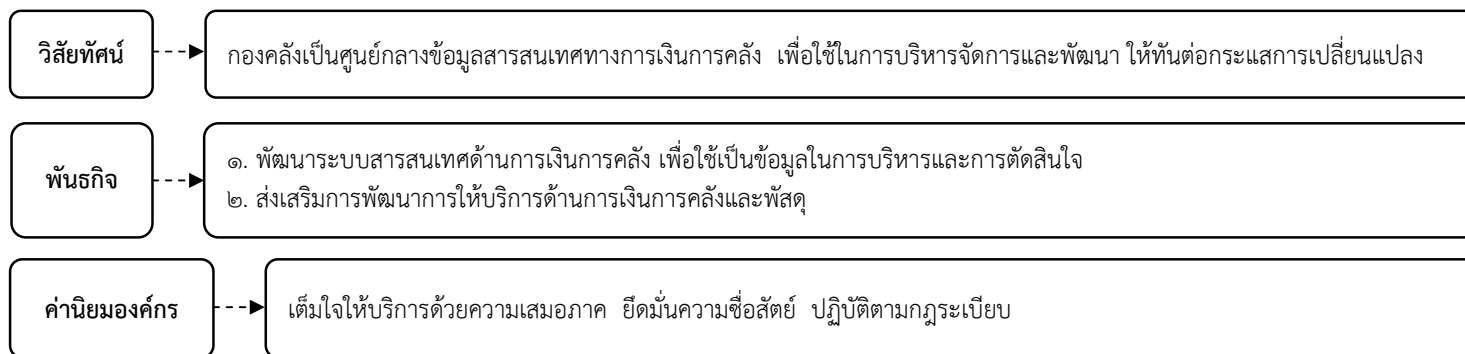 วิสัยทัศน์
กองคลังเป็นศูนย์กลางข้อมูลสารสนเทศทางการเงินการคลัง เพื่อใช้ในการบริหารจัดการและพัฒนา ให้ทันต่อกระแสการเปลี่ยนแปลง
พันธกิจ
๑. พัฒนาระบบสารสนเทศด้านการเงินการคลัง เพื่อใช้เป็นข้อมูลในการบริหารและการตัดสินใจ
๒. ส่งเสริมการพัฒนาการให้บริการด้านการเงินการคลังและพัสดุ
ค่านิยมองค์กร
เต็มใจให้บริการด้วยความเสมอภาค ยึดมั่นความซื่อสัตย์ ปฏิบัติตามกฎระเบียบ